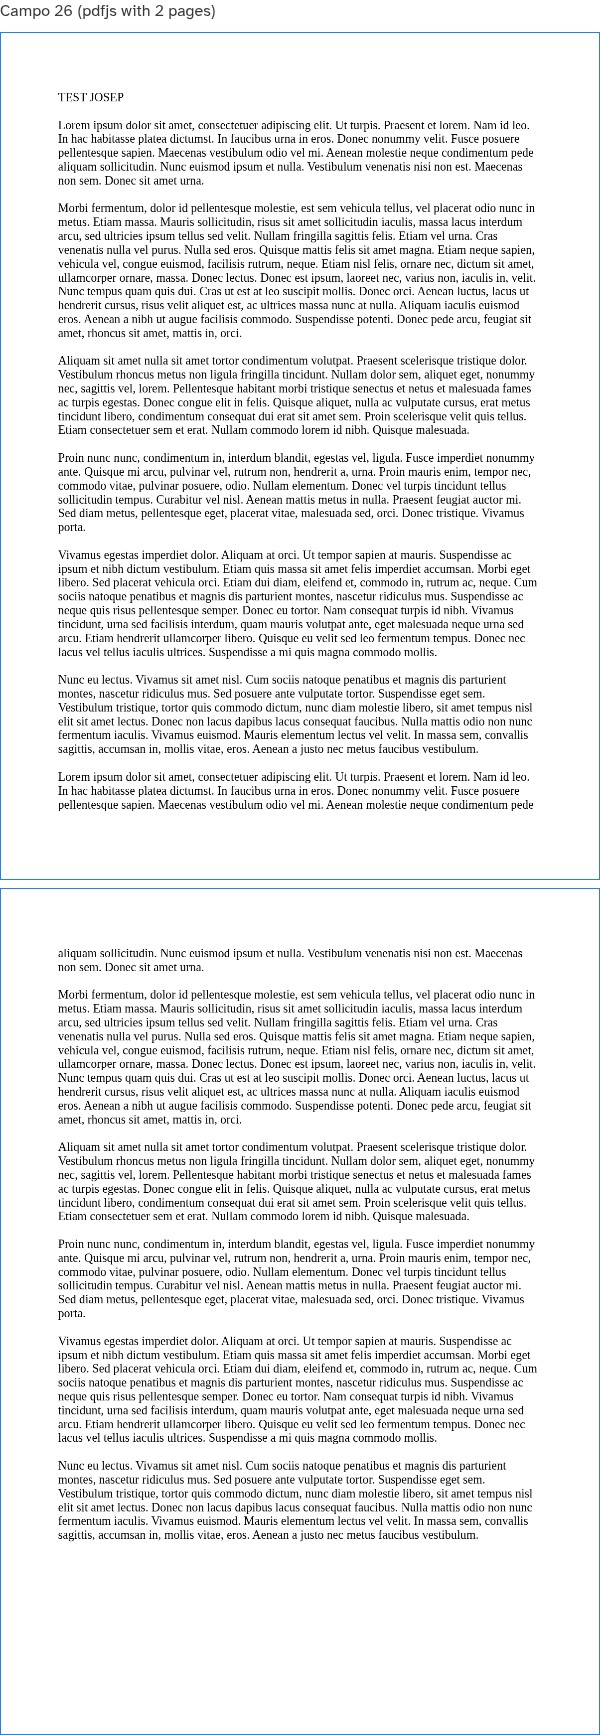 Campo 26 (pdfjs with 2 pages)
TEST JOSEP
Lorem ipsum dolor sit amet, consectetuer adipiscing elit. Ut turpis. Praesent et lorem. Nam id leo.
In hac habitasse platea dictumst. In faucibus urna in eros. Donec nonummy velit. Fusce posuere
pellentesque sapien. Maecenas vestibulum odio vel mi. Aenean molestie neque condimentum pede
aliquam sollicitudin. Nunc euismod ipsum et nulla. Vestibulum venenatis nisi non est. Maecenas
non sem. Donec sit amet urna.
Morbi fermentum, dolor id pellentesque molestie, est sem vehicula tellus, vel placerat odio nunc in
metus. Etiam massa. Mauris sollicitudin, risus sit amet sollicitudin iaculis, massa lacus interdum
arcu, sed ultricies ipsum tellus sed velit. Nullam fringilla sagittis felis. Etiam vel urna. Cras
venenatis nulla vel purus. Nulla sed eros. Quisque mattis felis sit amet magna. Etiam neque sapien,
vehicula vel, congue euismod, facilisis rutrum, neque. Etiam nisl felis, ornare nec, dictum sit amet,
ullamcorper ornare, massa. Donec lectus. Donec est ipsum, laoreet nec, varius non, iaculis in, velit.
Nunc tempus quam quis dui. Cras ut est at leo suscipit mollis. Donec orci. Aenean luctus, lacus ut
hendrerit cursus, risus velit aliquet est, ac ultrices massa nunc at nulla. Aliquam iaculis euismod
eros. Aenean a nibh ut augue facilisis commodo. Suspendisse potenti. Donec pede arcu, feugiat sit
amet, rhoncus sit amet, mattis in, orci.
Aliquam sit amet nulla sit amet tortor condimentum volutpat. Praesent scelerisque tristique dolor.
Vestibulum rhoncus metus non ligula fringilla tincidunt. Nullam dolor sem, aliquet eget, nonummy
nec, sagittis vel, lorem. Pellentesque habitant morbi tristique senectus et netus et malesuada fames
ac turpis egestas. Donec congue elit in felis. Quisque aliquet, nulla ac vulputate cursus, erat metus
tincidunt libero, condimentum consequat dui erat sit amet sem. Proin scelerisque velit quis tellus.
Etiam consectetuer sem et erat. Nullam commodo lorem id nibh. Quisque malesuada.
Proin nunc nunc, condimentum in, interdum blandit, egestas vel, ligula. Fusce imperdiet nonummy
ante. Quisque mi arcu, pulvinar vel, rutrum non, hendrerit a, urna. Proin mauris enim, tempor nec,
commodo vitae, pulvinar posuere, odio. Nullam elementum. Donec vel turpis tincidunt tellus
sollicitudin tempus. Curabitur vel nisl. Aenean mattis metus in nulla. Praesent feugiat auctor mi.
Sed diam metus, pellentesque eget, placerat vitae, malesuada sed, orci. Donec tristique. Vivamus
porta.
Vivamus egestas imperdiet dolor. Aliquam at orci. Ut tempor sapien at mauris. Suspendisse ac
ipsum et nibh dictum vestibulum. Etiam quis massa sit amet felis imperdiet accumsan. Morbi eget
libero. Sed placerat vehicula orci. Etiam dui diam, eleifend et, commodo in, rutrum ac, neque. Cum
sociis natoque penatibus et magnis dis parturient montes, nascetur ridiculus mus. Suspendisse ac
neque quis risus pellentesque semper. Donec eu tortor. Nam consequat turpis id nibh. Vivamus
tincidunt, urna sed facilisis interdum, quam mauris volutpat ante, eget malesuada neque urna sed
arcu. Etiam hendrerit ullamcorper libero. Quisque eu velit sed leo fermentum tempus. Donec nec
lacus vel tellus iaculis ultrices. Suspendisse a mi quis magna commodo mollis.
Nunc eu lectus. Vivamus sit amet nisl. Cum sociis natoque penatibus et magnis dis parturient
montes, nascetur ridiculus mus. Sed posuere ante vulputate tortor. Suspendisse eget sem.
Vestibulum tristique, tortor quis commodo dictum, nunc diam molestie libero, sit amet tempus nisl
elit sit amet lectus. Donec non lacus dapibus lacus consequat faucibus. Nulla mattis odio non nunc
fermentum iaculis. Vivamus euismod. Mauris elementum lectus vel velit. In massa sem, convallis
sagittis, accumsan in, mollis vitae, eros. Aenean a justo nec metus faucibus vestibulum.
Lorem ipsum dolor sit amet, consectetuer adipiscing elit. Ut turpis. Praesent et lorem. Nam id leo.
In hac habitasse platea dictumst. In faucibus urna in eros. Donec nonummy velit. Fusce posuere
pellentesque sapien. Maecenas vestibulum odio vel mi. Aenean molestie neque condimentum pede
aliquam sollicitudin. Nunc euismod ipsum et nulla. Vestibulum venenatis nisi non est. Maecenas
non sem. Donec sit amet urna.
Morbi fermentum, dolor id pellentesque molestie, est sem vehicula tellus, vel placerat odio nunc in
metus. Etiam massa. Mauris sollicitudin, risus sit amet sollicitudin iaculis, massa lacus interdum
arcu, sed ultricies ipsum tellus sed velit. Nullam fringilla sagittis felis. Etiam vel urna. Cras
venenatis nulla vel purus. Nulla sed eros. Quisque mattis felis sit amet magna. Etiam neque sapien,
vehicula vel, congue euismod, facilisis rutrum, neque. Etiam nisl felis, ornare nec, dictum sit amet,
ullamcorper ornare, massa. Donec lectus. Donec est ipsum, laoreet nec, varius non, iaculis in, velit.
Nunc tempus quam quis dui. Cras ut est at leo suscipit mollis. Donec orci. Aenean luctus, lacus ut
hendrerit cursus, risus velit aliquet est, ac ultrices massa nunc at nulla. Aliquam iaculis euismod
eros. Aenean a nibh ut augue facilisis commodo. Suspendisse potenti. Donec pede arcu, feugiat sit
amet, rhoncus sit amet, mattis in, orci.
Aliquam sit amet nulla sit amet tortor condimentum volutpat. Praesent scelerisque tristique dolor.
Vestibulum rhoncus metus non ligula fringilla tincidunt. Nullam dolor sem, aliquet eget, nonummy
nec, sagittis vel, lorem. Pellentesque habitant morbi tristique senectus et netus et malesuada fames
ac turpis egestas. Donec congue elit in felis. Quisque aliquet, nulla ac vulputate cursus, erat metus
tincidunt libero, condimentum consequat dui erat sit amet sem. Proin scelerisque velit quis tellus.
Etiam consectetuer sem et erat. Nullam commodo lorem id nibh. Quisque malesuada.
Proin nunc nunc, condimentum in, interdum blandit, egestas vel, ligula. Fusce imperdiet nonummy
ante. Quisque mi arcu, pulvinar vel, rutrum non, hendrerit a, urna. Proin mauris enim, tempor nec,
commodo vitae, pulvinar posuere, odio. Nullam elementum. Donec vel turpis tincidunt tellus
sollicitudin tempus. Curabitur vel nisl. Aenean mattis metus in nulla. Praesent feugiat auctor mi.
Sed diam metus, pellentesque eget, placerat vitae, malesuada sed, orci. Donec tristique. Vivamus
porta.
Vivamus egestas imperdiet dolor. Aliquam at orci. Ut tempor sapien at mauris. Suspendisse ac
ipsum et nibh dictum vestibulum. Etiam quis massa sit amet felis imperdiet accumsan. Morbi eget
libero. Sed placerat vehicula orci. Etiam dui diam, eleifend et, commodo in, rutrum ac, neque. Cum
sociis natoque penatibus et magnis dis parturient montes, nascetur ridiculus mus. Suspendisse ac
neque quis risus pellentesque semper. Donec eu tortor. Nam consequat turpis id nibh. Vivamus
tincidunt, urna sed facilisis interdum, quam mauris volutpat ante, eget malesuada neque urna sed
arcu. Etiam hendrerit ullamcorper libero. Quisque eu velit sed leo fermentum tempus. Donec nec
lacus vel tellus iaculis ultrices. Suspendisse a mi quis magna commodo mollis.
Nunc eu lectus. Vivamus sit amet nisl. Cum sociis natoque penatibus et magnis dis parturient
montes, nascetur ridiculus mus. Sed posuere ante vulputate tortor. Suspendisse eget sem.
Vestibulum tristique, tortor quis commodo dictum, nunc diam molestie libero, sit amet tempus nisl
elit sit amet lectus. Donec non lacus dapibus lacus consequat faucibus. Nulla mattis odio non nunc
fermentum iaculis. Vivamus euismod. Mauris elementum lectus vel velit. In massa sem, convallis
sagittis, accumsan in, mollis vitae, eros. Aenean a justo nec metus faucibus vestibulum.